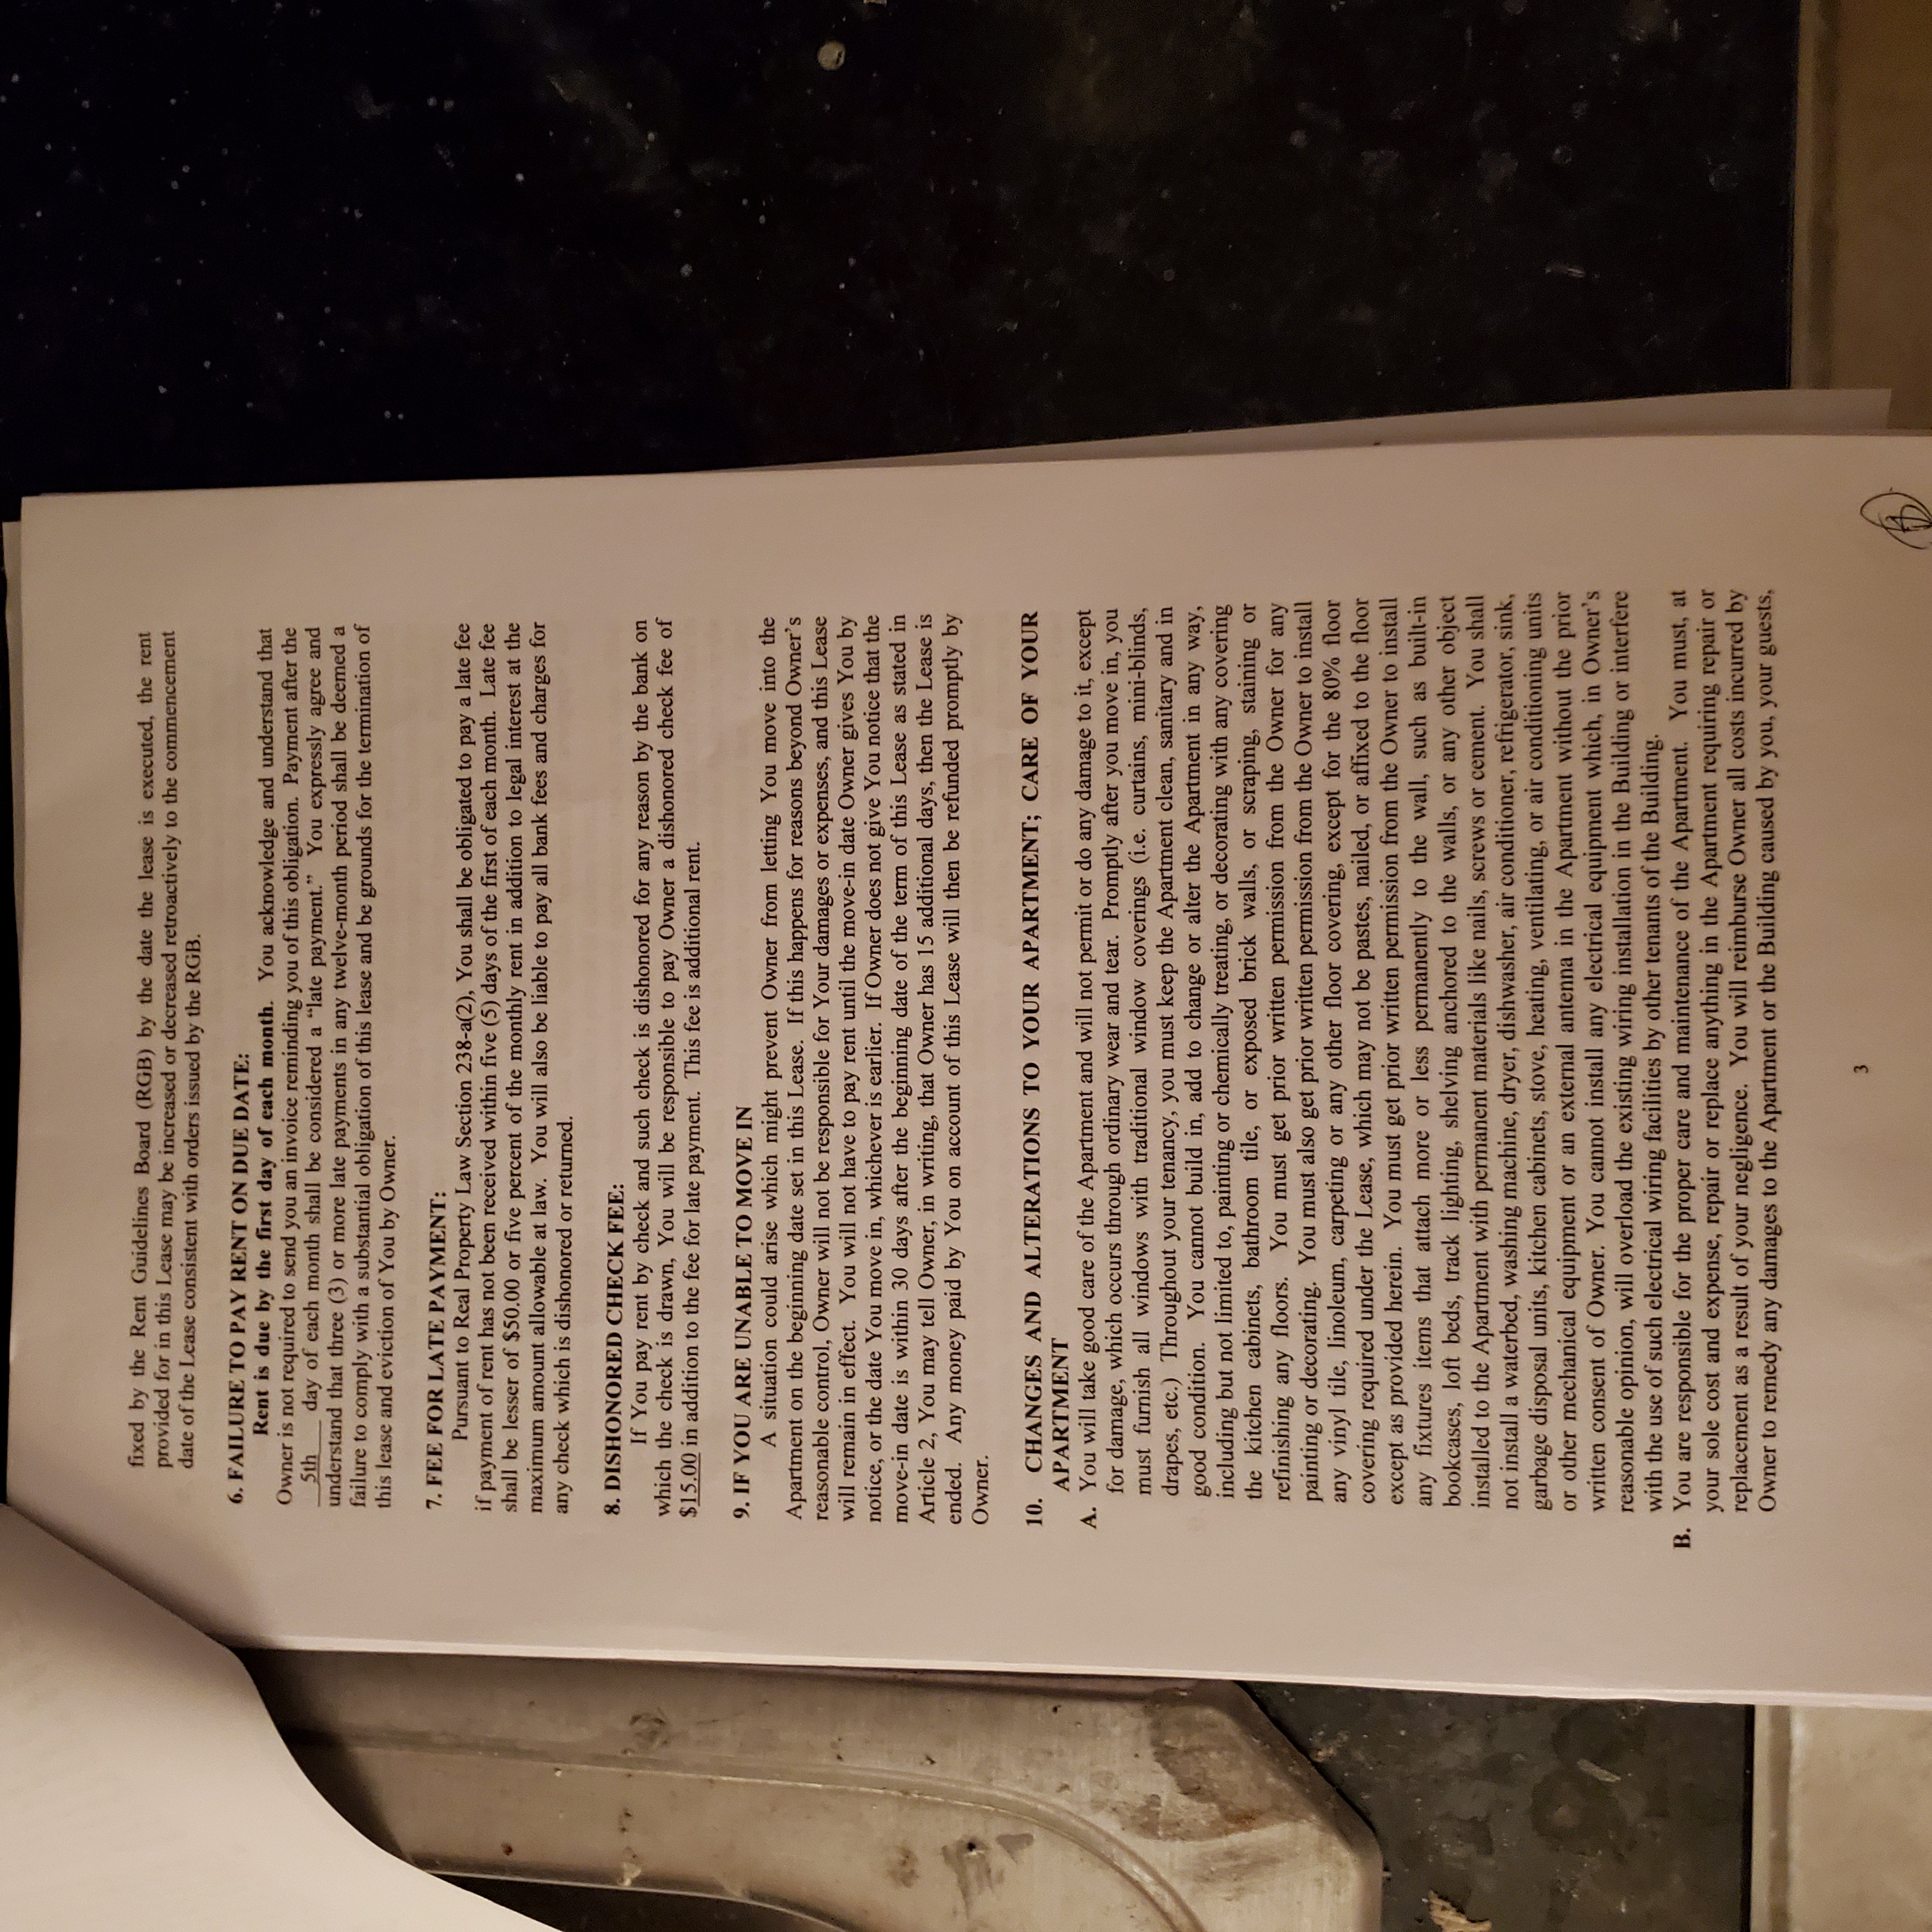 fixed by the Rent Guidelines Board (RGB) by the date the lease is executed, the rent
provided for in this Lease may be increased or decreased retroactively to the commencement
date of the Lease consistent with orders issued by the RGB.
6. FAILURE TO PAY RENT ON DUE DATE:
Rent is due by the first day of each month. You acknowledge and understand that
Owner is not required to send you an invoice reminding you of this obligation. Payment after the
5th day of each month shall be considered a “late payment.” You expressly agree and
understand that three (3) or more late payments in any twelve-month period shall be deemed a
failure to comply with a substantial obligation of this lease and be grounds for the termination of
this lease and eviction of You by Owner.
7. FEE FOR LATE PAYMENT:
Pursuant to Real Property Law Section 238-a(2), You shall be obligated to pay a late fee
if payment of rent has not been received within five (5) days of the first of each month. Late fee
shall be lesser of $50.00 or five percent of the monthly rent in addition to legal interest at the
maximum amount allowable at law. You will also be liable to pay all bank fees and charges for
any check which is dishonored or returned.
8. DISHONORED CHECK FEE:
If You pay rent by check and such check is dishonored for any reason by the bank on
which the check is drawn, You will be responsible to pay Owner a dishonored check fee of
$15.00 in addition to the fee for late payment. This fee is additional rent.
9. IF YOU ARE UNABLE TO MOVE IN
A situation could arise which might prevent Owner from letting You move into the
Apartment on the beginning date set in this Lease. If this happens for reasons beyond Owner's
reasonable control, Owner will not be responsible for Your damages or expenses, and this Lease
will remain in effect. You will not have to pay rent until the move-in date Owner gives You by
notice, or the date You move in, whichever is earlier. If Owner does not give You notice that the
move-in date is within 30 days after the beginning date of the term of this Lease as stated in
Article 2, You may tell Owner, in writing, that Owner has 15 additional days, then the Lease is
ended. Any money paid by You on account of this Lease will then be refunded promptly by
Owner.
10. CHANGES AND ALTERATIONS TO YOUR APARTMENT; CARE OF YOUR
APARTMENT
A. You will take good care of the Apartment and will not permit or do any damage to it, except
for damage, which occurs through ordinary wear and tear. Promptly after you move in, you
must furnish all windows with traditional window coverings (i.e. curtains, mini-blinds,
drapes, etc.) Throughout your tenancy, you must keep the Apartment clean, sanitary and in
good condition. You cannot build in, add to change or alter the Apartment in any way,
including but not limited to, painting or chemically treating, or decorating with any covering
the kitchen cabinets, bathroom tile, or exposed brick walls, or scraping, staining or
refinishing any floors. You must get prior written permission from the Owner for any
painting or decorating. You must also get prior written permission from the Owner to install
any vinyl tile, linoleum, carpeting or any other floor covering, except for the 80% floor
covering required under the Lease, which may not be pastes, nailed, or affixed to the floor
except as provided herein. You must get prior written permission from the Owner to install
any fixtures items that attach more or less permanently to the wall, such as built-in
bookcases, loft beds, track lighting, shelving anchored to the walls, or any other object
installed to the Apartment with permanent materials like nails, screws or cement. You shall
not install a waterbed, washing machine, dryer, dishwasher, air conditioner, refrigerator, sink,
garbage disposal units, kitchen cabinets, stove, heating, ventilating, or air conditioning units
or other mechanical equipment or an external antenna in the Apartment without the prior
written consent of Owner. You cannot install any electrical equipment which, in Owner's
reasonable opinion, will overload the existing wiring installation in the Building or interfere
with the use of such electrical wiring facilities by other tenants of the Building.
B. You are responsible for the proper care and maintenance of the Apartment. You must, at
your sole cost and expense, repair or replace anything in the Apartment requiring repair or
replacement as a result of your negligence. You will reimburse Owner all costs incurred by
Owner to remedy any damages to the Apartment or the Building caused by you, your guests,
3